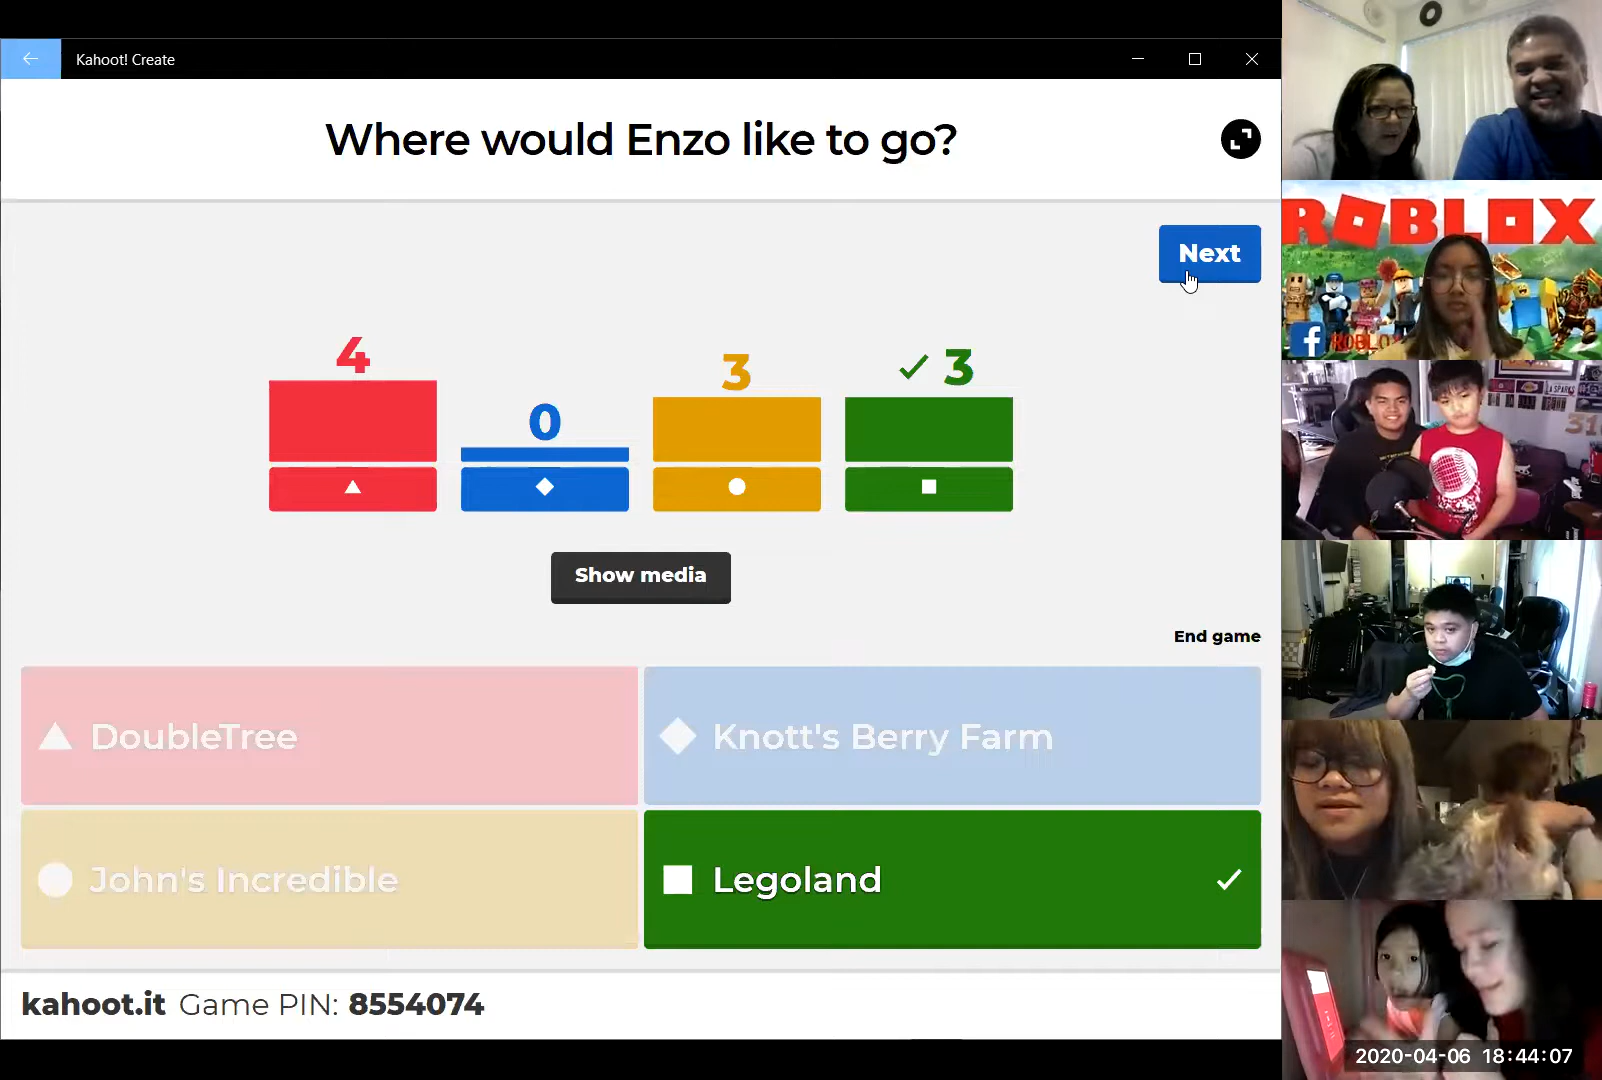 Kahoot! Create
Where would Enzo like to go?
Next
4
0
3
3
Show media
End game
DoubleTree
Knott's Berry Farm
John's Incredible
Legoland
kahoot.it Game PIN: 8554074
ROBLOX
f
A SPARKS
2020-04-06 18:44:07